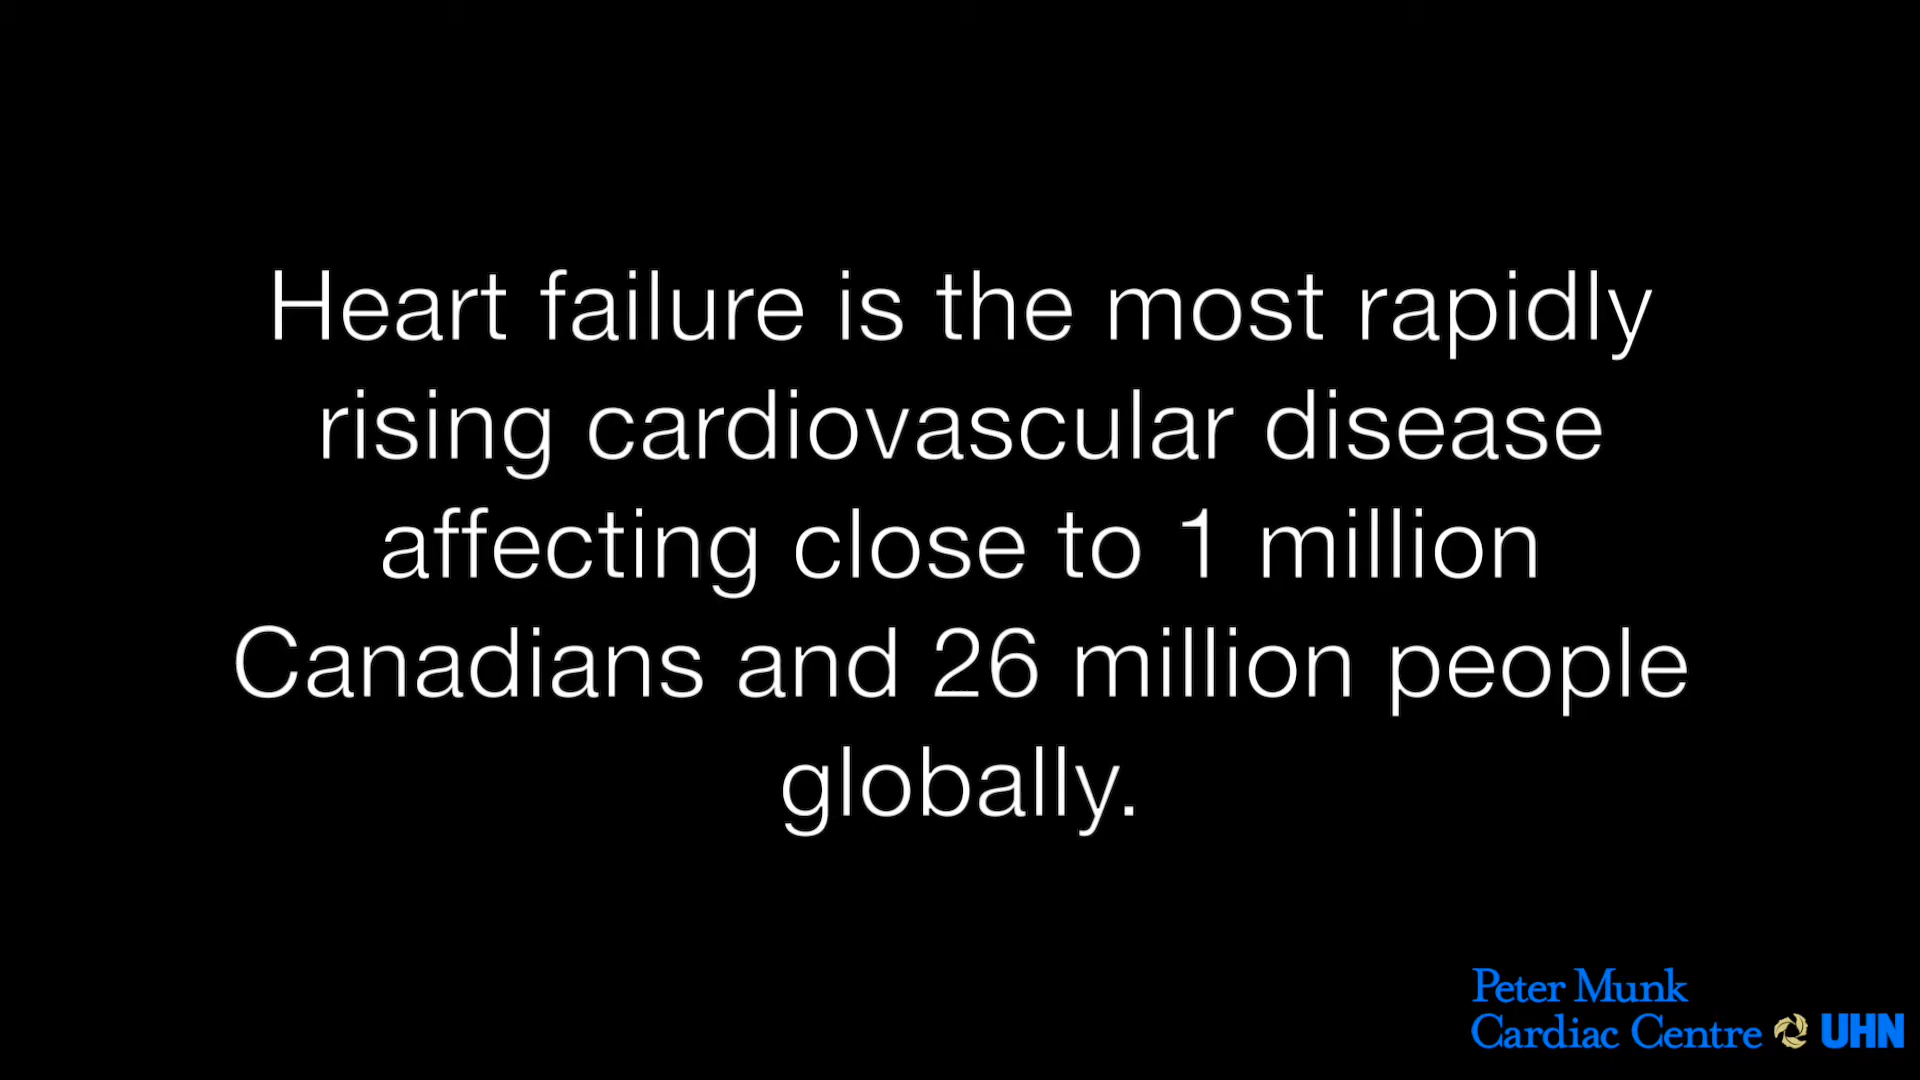 Heart failure is the most rapidly
rising cardiovascular disease
affecting close to 1 million
Canadians and 26 million people
globally.
Peter Munk
Cardiac Centre UHN